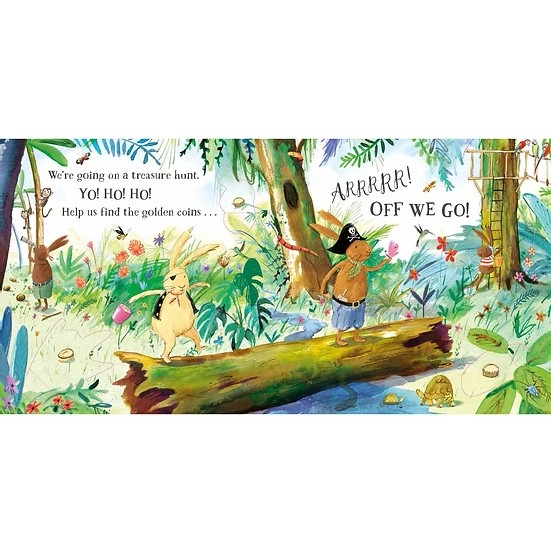 We're going on a treasure hunt.
YO! HO! HO!
Help us find the golden coins . . .
ARRRRR!
OFF WE GO!